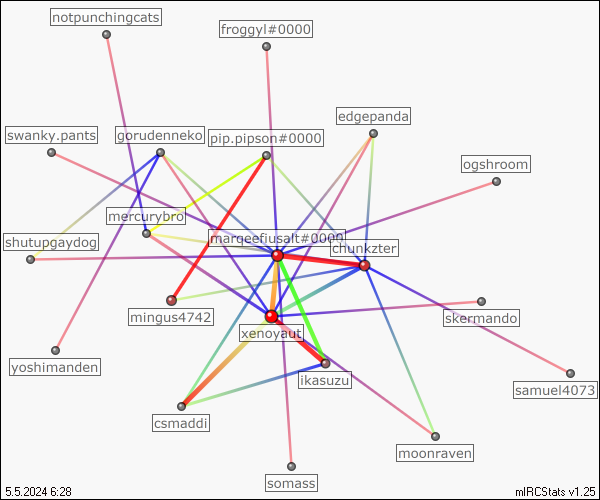 notpunchingcats
froggyl#0000
edgepanda
swanky.pants
gorudenneko
pip.pipson#0000
ogshroom
mercurybro
marqeefiusalt#0000
chunkzter
shutupgaydog
mingus4742
skermando
xenoyaut
yoshimanden
ikasuzu
samuel4073
csmaddi
moonraven
somass
5.5.2024 6:28
mIRCStats v1.25